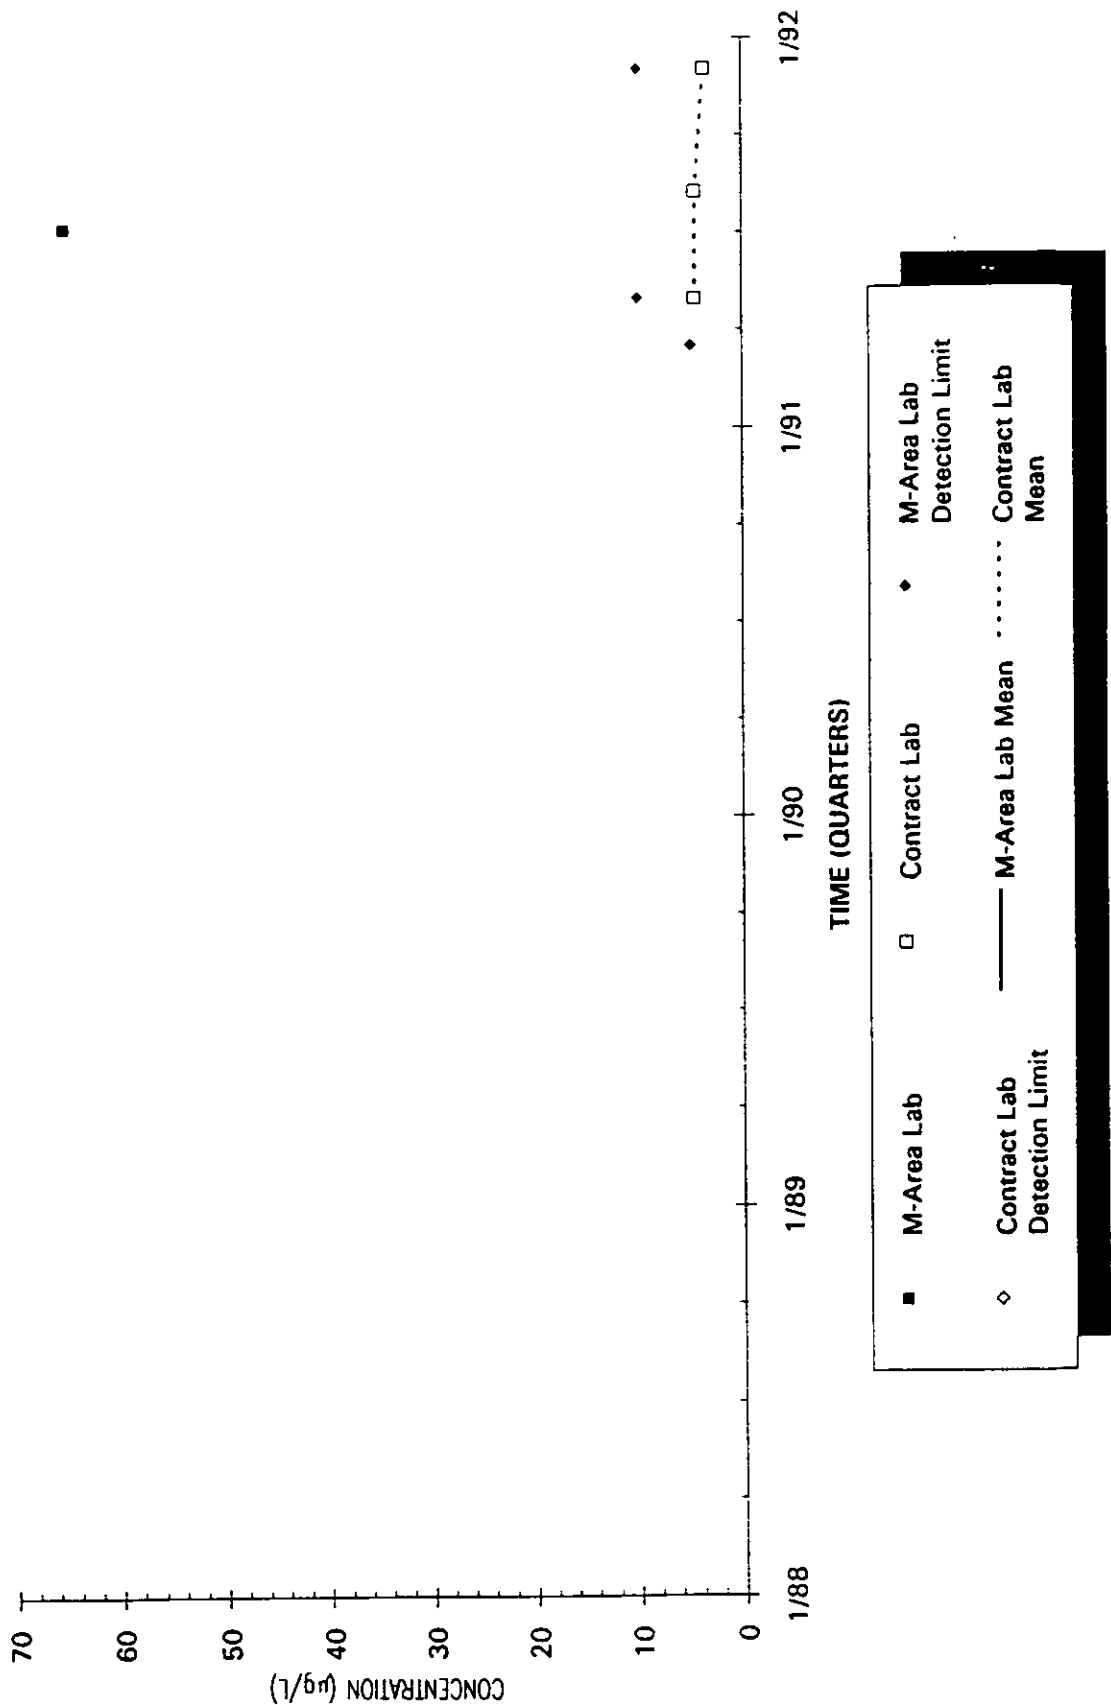 CONCENTRATION (µg/L)
70
60
50
40
30
20
10
0
1/88
1/89
1/90
1/91
1/92
TIME (QUARTERS)
M-Area Lab
Contract Lab
M-Area Lab
Detection Limit
Contract Lab
Detection Limit
M-Area Lab Mean
Contract Lab
Mean